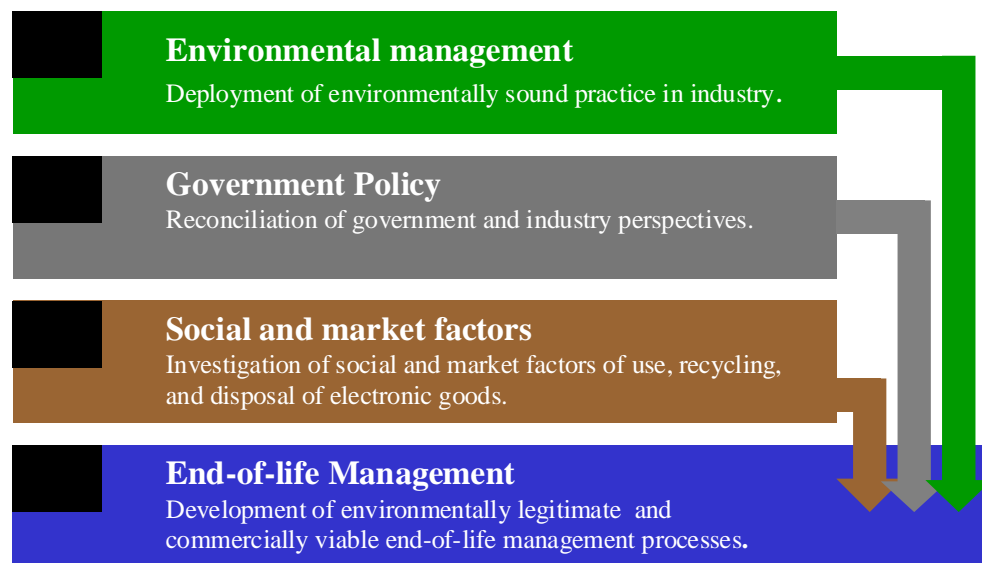 Environmental management
Deployment of environmentally sound practice in industry.
Government Policy
Reconciliation of government and industry perspectives.
Social and market factors
Investigation of social and market factors of use, recycling,
and disposal of electronic goods.
End-of-life Management
Development of environmentally legitimate and
commercially viable end-of-life management processes.